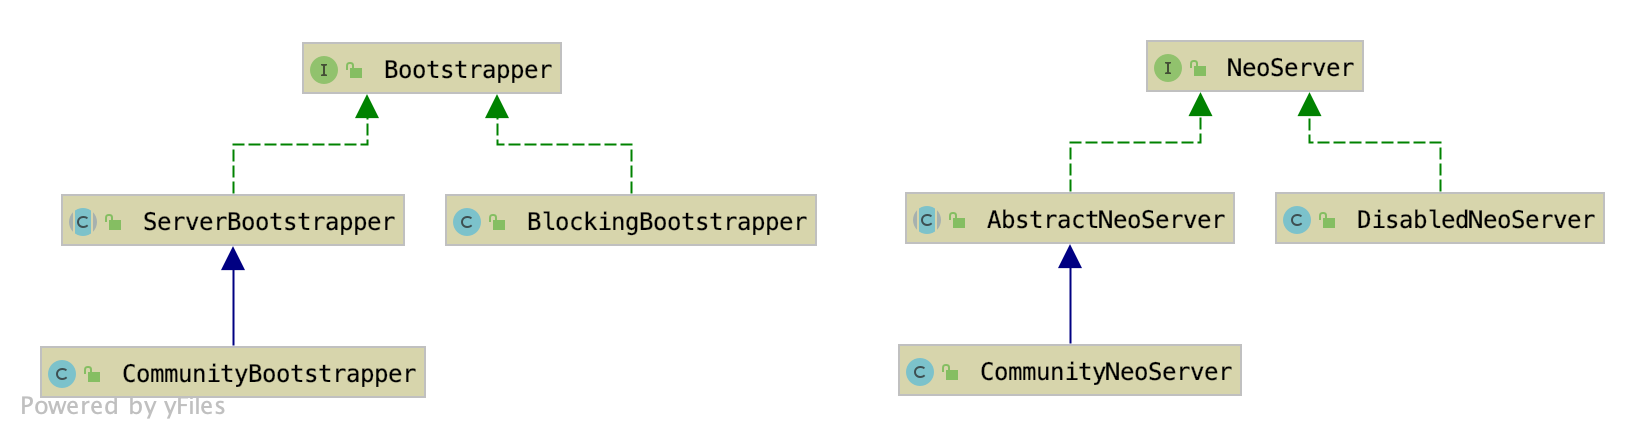 I Bootstrapper
I NeoServer
C ServerBootstrapper
C BlockingBootstrapper
C AbstractNeoServer
C DisabledNeoServer
C CommunityBootstrapper
C CommunityNeoServer
Powered by yFiles